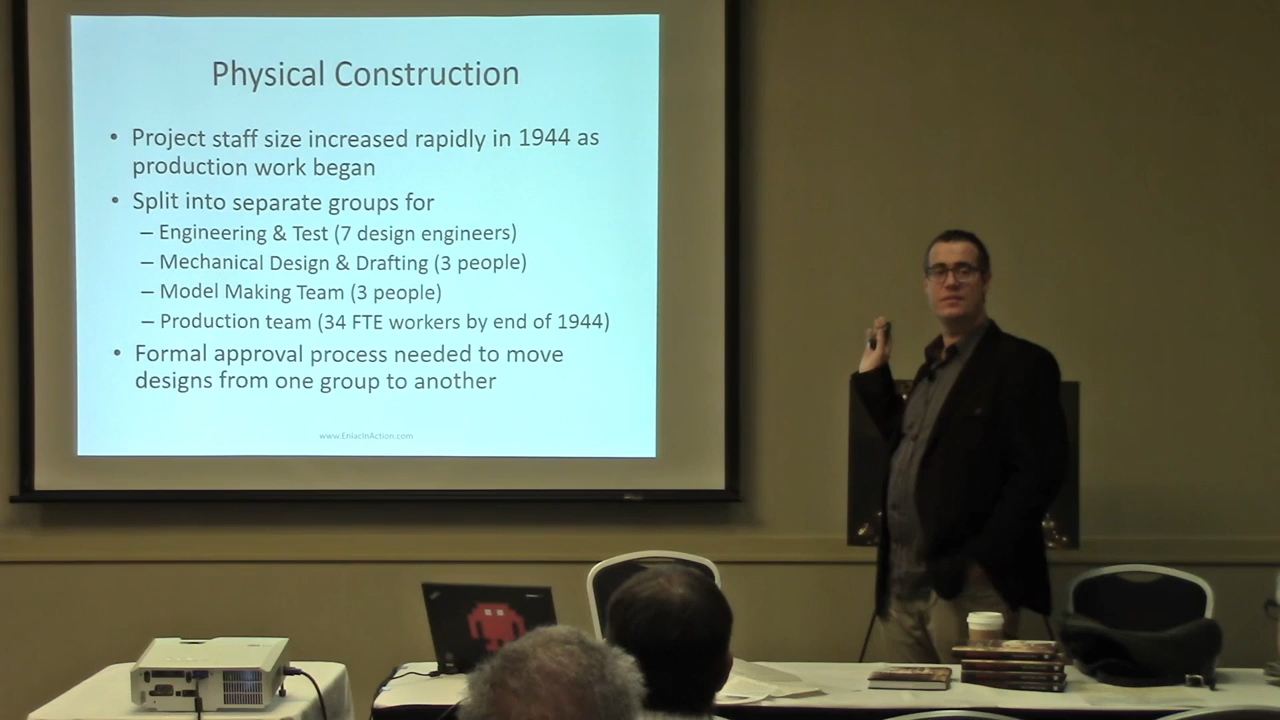 Physical Construction
• Project staff size increased rapidly in 1944 as
production work began
• Split into separate groups for
– Engineering & Test (7 design engineers)
– Mechanical Design & Drafting (3 people)
– Model Making Team (3 people)
– Production team (34 FTE workers by end of 1944)
• Formal approval process needed to move
designs from one group to another
www.EniacInAction.com